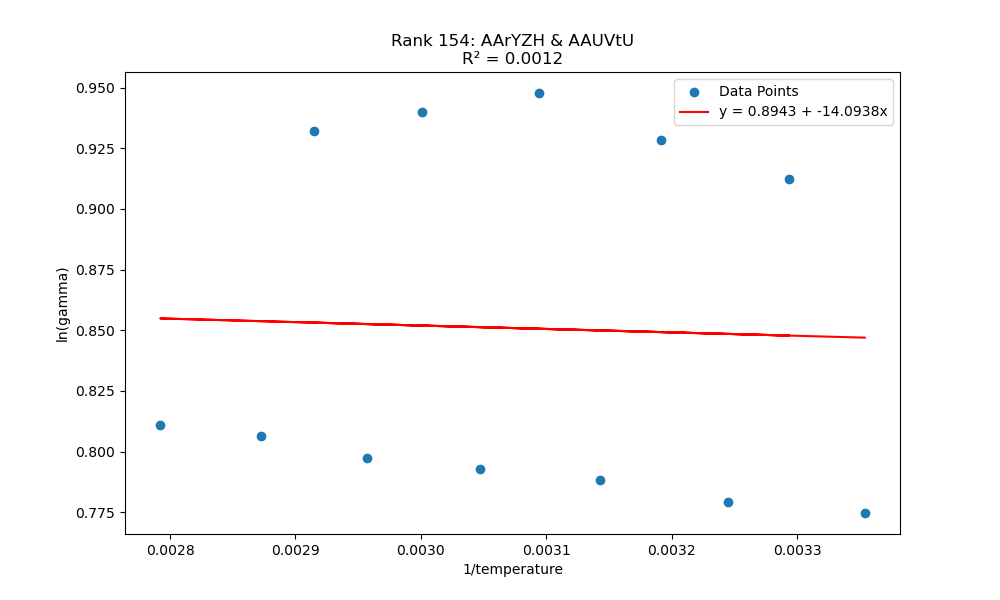 Rank 154: AArYZH & AAUVtU
R² = 0.0012
Data Points
y = 0.8943 + -14.0938x
ln(gamma)
0.950
0.925
0.900
0.875
0.850
0.825
0.800
0.775
0.0028 0.0029 0.0030 0.0031 0.0032 0.0033
1/temperature